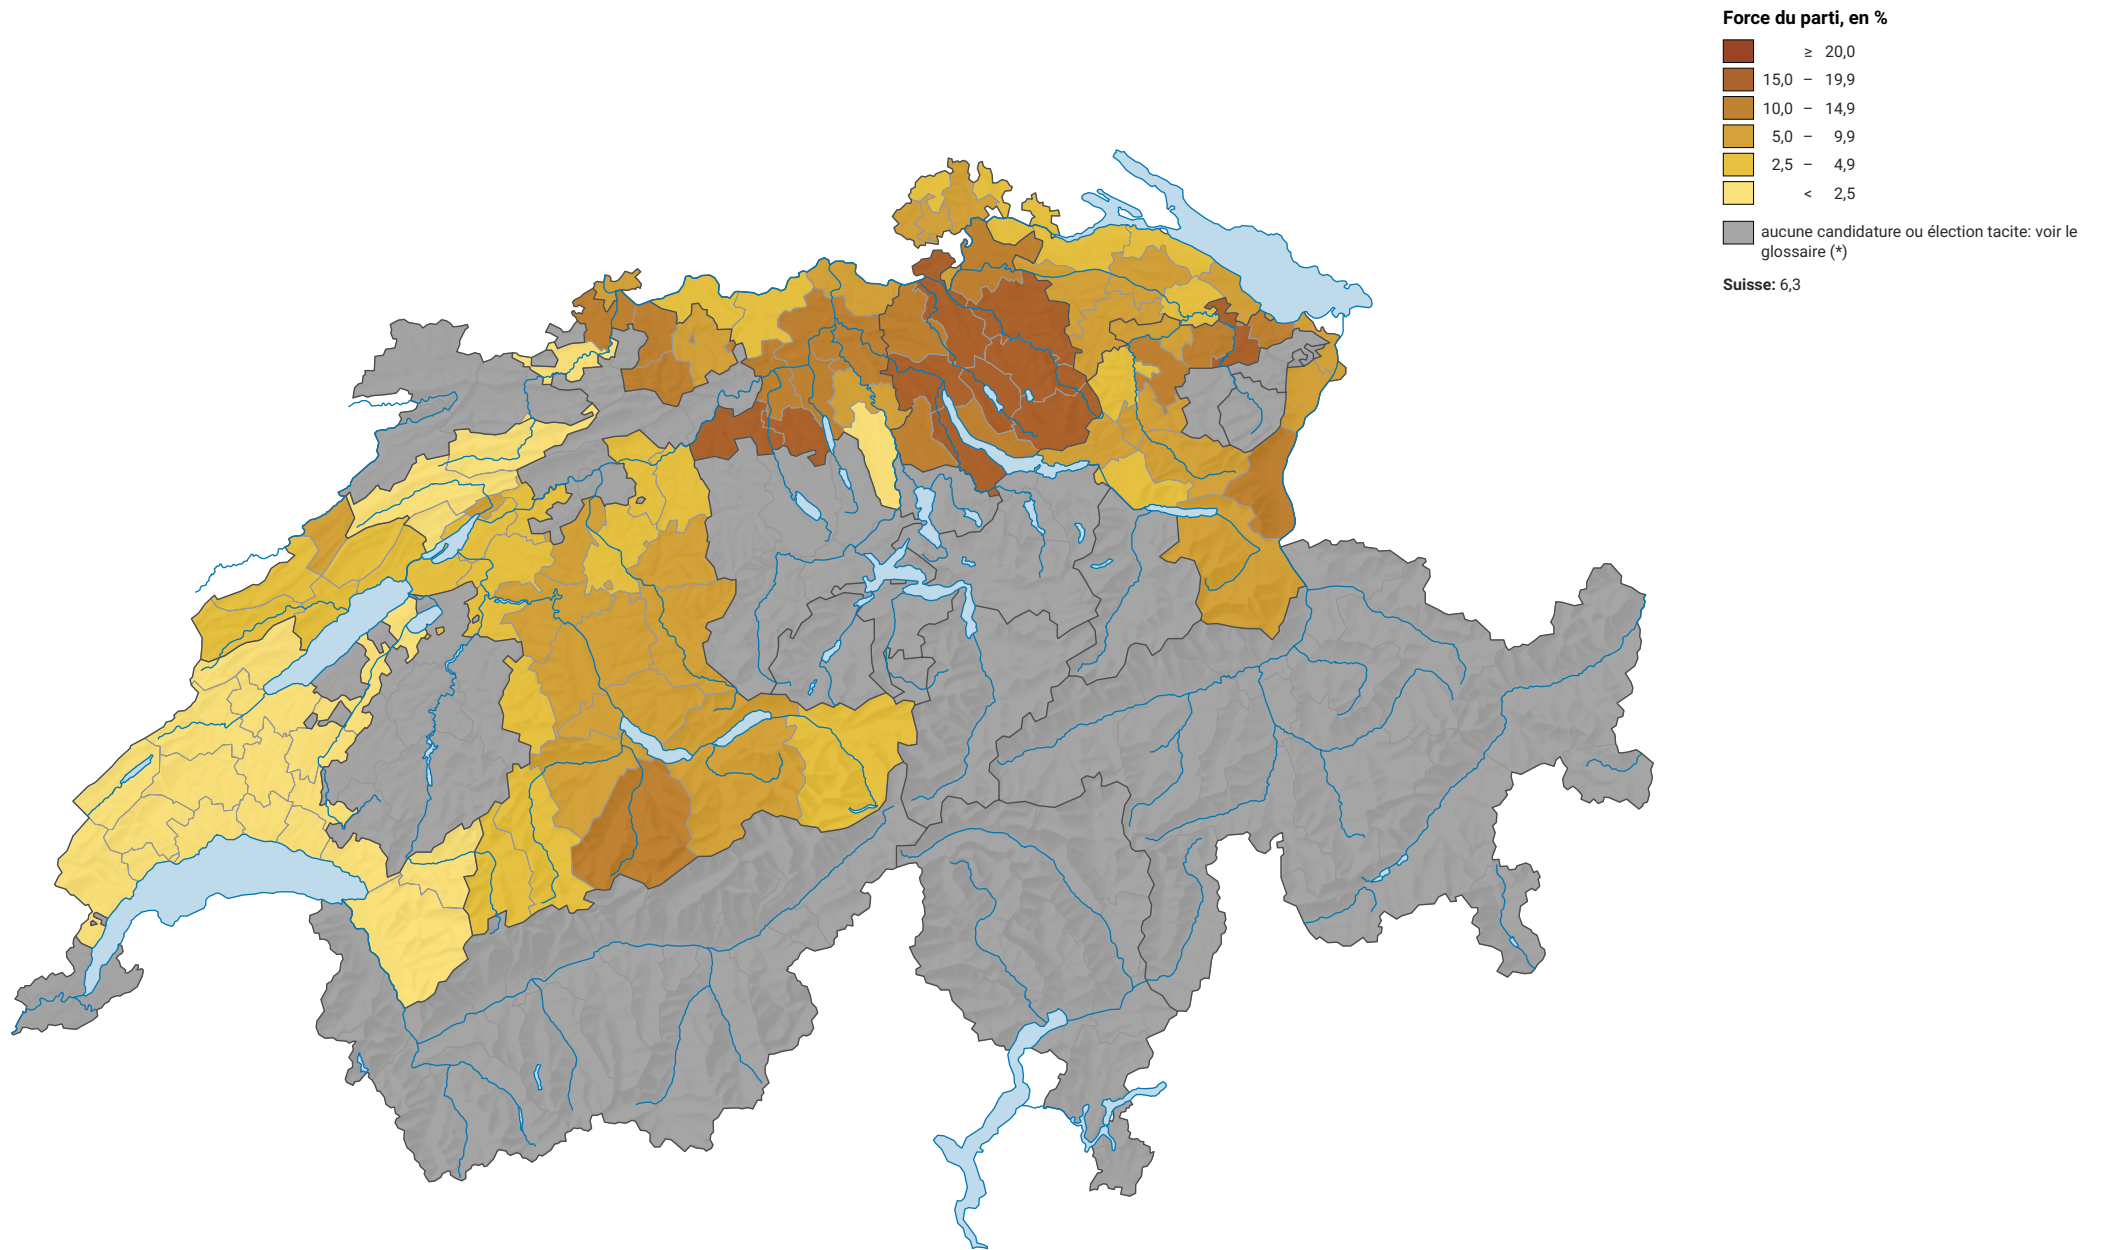 Force du parti, en %
≥ 20,0
15,0 – 19,9
10,0 – 14,9
5,0 – 9,9
2,5 – 4,9
< 2,5
aucune candidature ou élection tacite: voir le
glossaire (*)
Suisse: 6,3